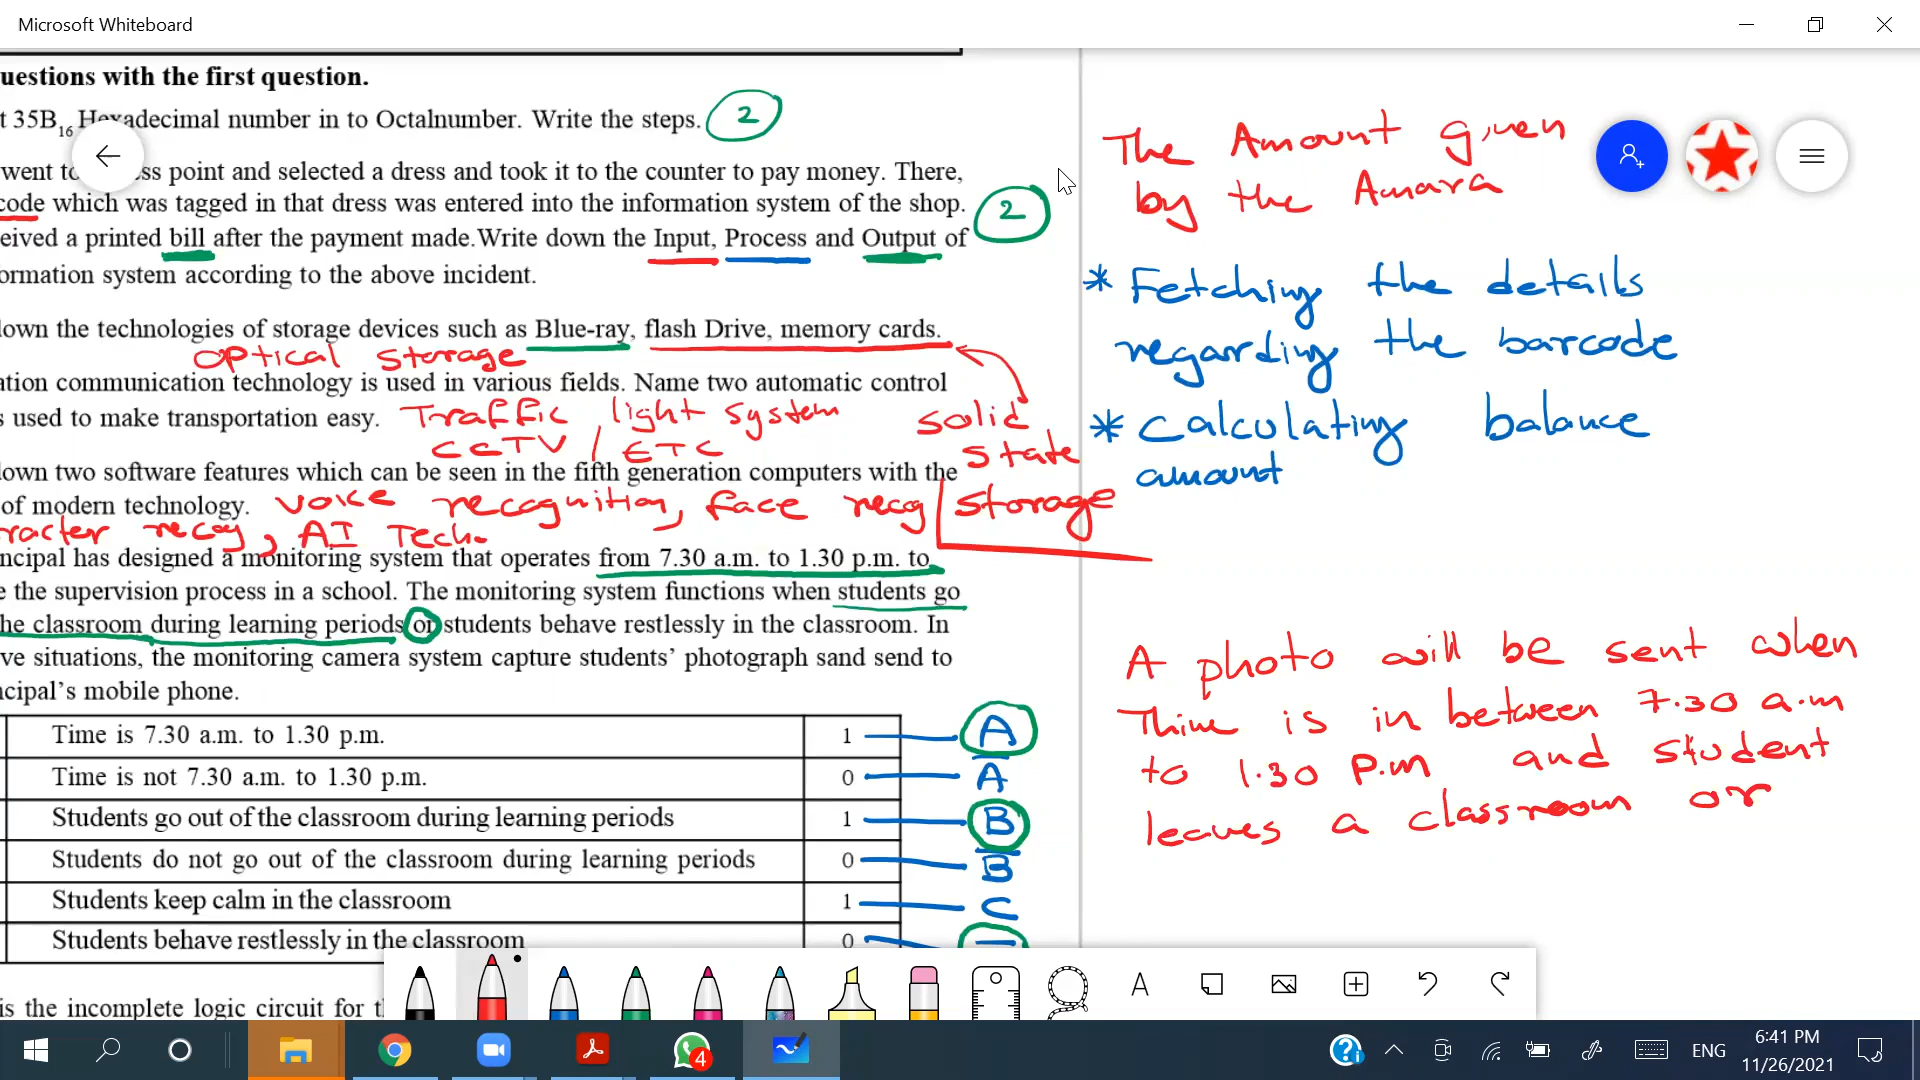 Microsoft Whiteboard
uestions with the first question.
t 35B16 Hexadecimal number in to Octalnumber. Write the steps. 2
went to ss point and selected a dress and took it to the counter to pay money. There,
code which was tagged in that dress was entered into the information system of the shop. 2
eived a printed bill after the payment made.Write down the Input, Process and Output of
ormation system according to the above incident.
down the technologies of storage devices such as Blue-ray, flash Drive, memory cards.
optical storage
ation communication technology is used in various fields. Name two automatic control
s used to make transportation easy. Traffic light system
CCTV / ETC
solid
state
storage
down two software features which can be seen in the fifth generation computers with the
of modern technology. voice recognition, face recog
racter recog, AI Tech.
ncipal has designed a monitoring system that operates from 7.30 a.m. to 1.30 p.m. to
e the supervision process in a school. The monitoring system functions when students go
he classroom during learning periods or students behave restlessly in the classroom. In
ve situations, the monitoring camera system capture students' photograph sand send to
ncipal's mobile phone.
Time is 7.30 a.m. to 1.30 p.m. 1 A
Time is not 7.30 a.m. to 1.30 p.m. 0 A
Students go out of the classroom during learning periods 1 B
Students do not go out of the classroom during learning periods 0 B
Students keep calm in the classroom 1 C
Students behave restlessly in the classroom 0
is the incomplete logic circuit for t
The Amount given
by the Amara
* Fetching the details
regarding the barcode
* Calculating balance
amount
A photo will be sent when
Thime is in between 7.30 a.m
to 1.30 P.m and student
leaves a classroom or
4
ENG
6:41 PM
11/26/2021